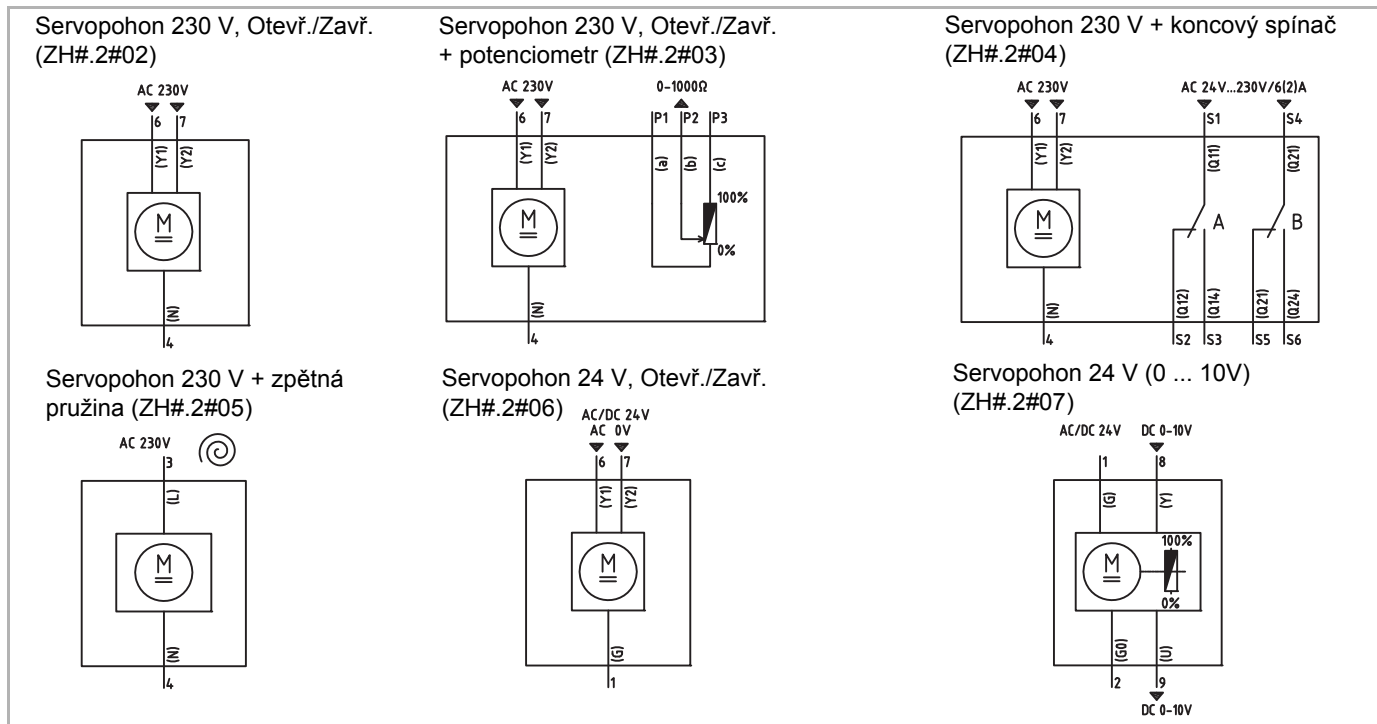 Servopohon 230 V, Otevř./Zavř.
(ZH#.2#02)
AC 230V
6 7
(Y1) (Y2)
M
(N)
4
Servopohon 230 V, Otevř./Zavř.
+ potenciometr (ZH#.2#03)
AC 230V 0-1000Ω
6 7 P1 P2 P3
(Y1) (Y2) (a) (b) (c)
100%
M
0%
(N)
4
Servopohon 230 V + koncový spínač
(ZH#.2#04)
AC 230V AC 24V...230V/6(2)A
6 7 S1 S4
(Y1) (Y2) (Q11) (Q21)
M A B
(N) (Q12) (Q14) (Q21) (Q24)
4 S2 S3 S5 S6
Servopohon 230 V + zpětná
pružina (ZH#.2#05)
AC 230V
3
(L)
M
(N)
4
Servopohon 24 V, Otevř./Zavř.
(ZH#.2#06)
AC/DC 24V
AC 0V
6 7
(Y1) (Y2)
M
(G)
1
Servopohon 24 V (0 ... 10V)
(ZH#.2#07)
AC/DC 24V DC 0-10V
1 8
(G) (Y)
100%
M
0%
(G0) (U)
2 9
DC 0-10V